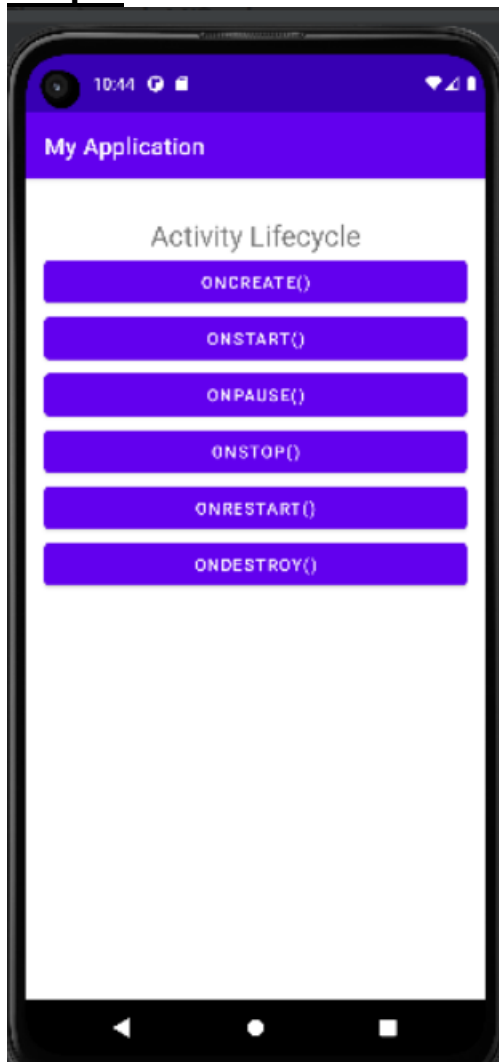 10:44
My Application
Activity Lifecycle
ONCREATE()
ONSTART()
ONPAUSE()
ONSTOP()
ONRESTART()
ONDESTROY()